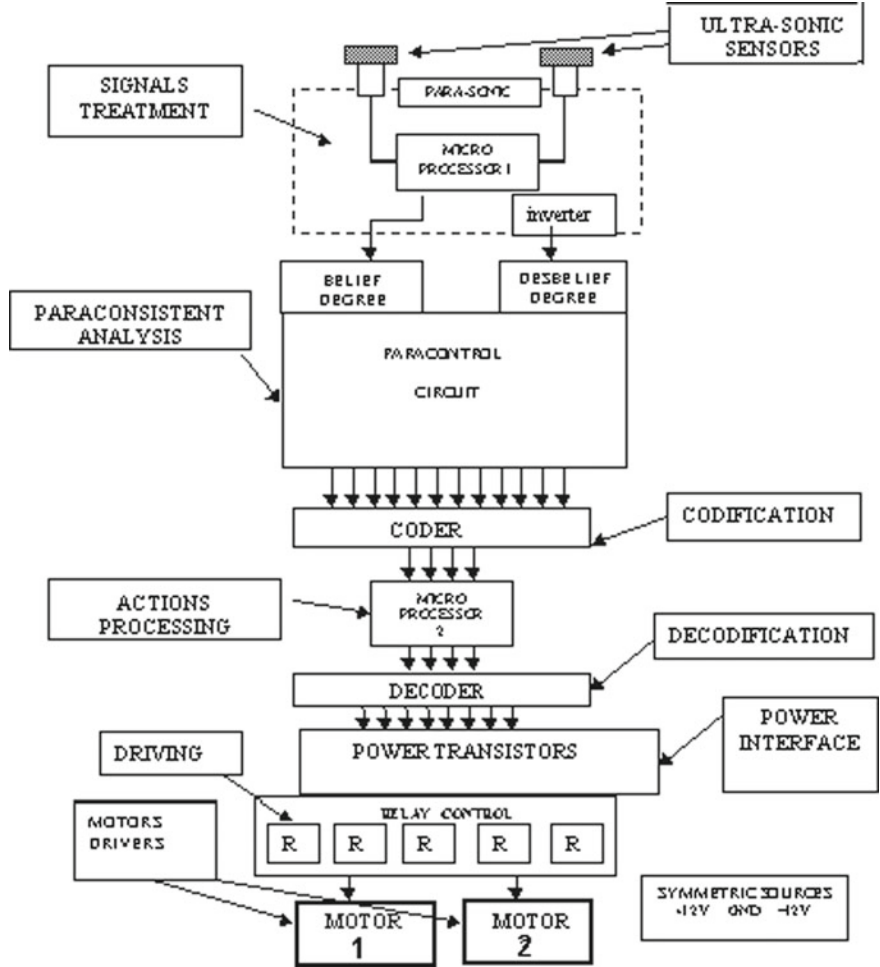 ULTRA-SONIC
SENSORS
SIGNALS
TREATMENT
PARA-SONIC
MICRO
PROCESSOR 1
inverter
BELIEF
DEGREE
DESBELIEF
DEGREE
PARACONSISTENT
ANALYSIS
PARACONTROL
CIRCUIT
CODER
CODIFICATION
ACTIONS
PROCESSING
MICRO
PROCESSOR
2
DECODIFICATION
DECODER
POWER
INTERFACE
POWER TRANSISTORS
DRIVING
RELAY CONTROL
R R R R R
MOTORS
DRIVERS
SYMMETRIC SOURCES
GND
MOTOR
1
MOTOR
2